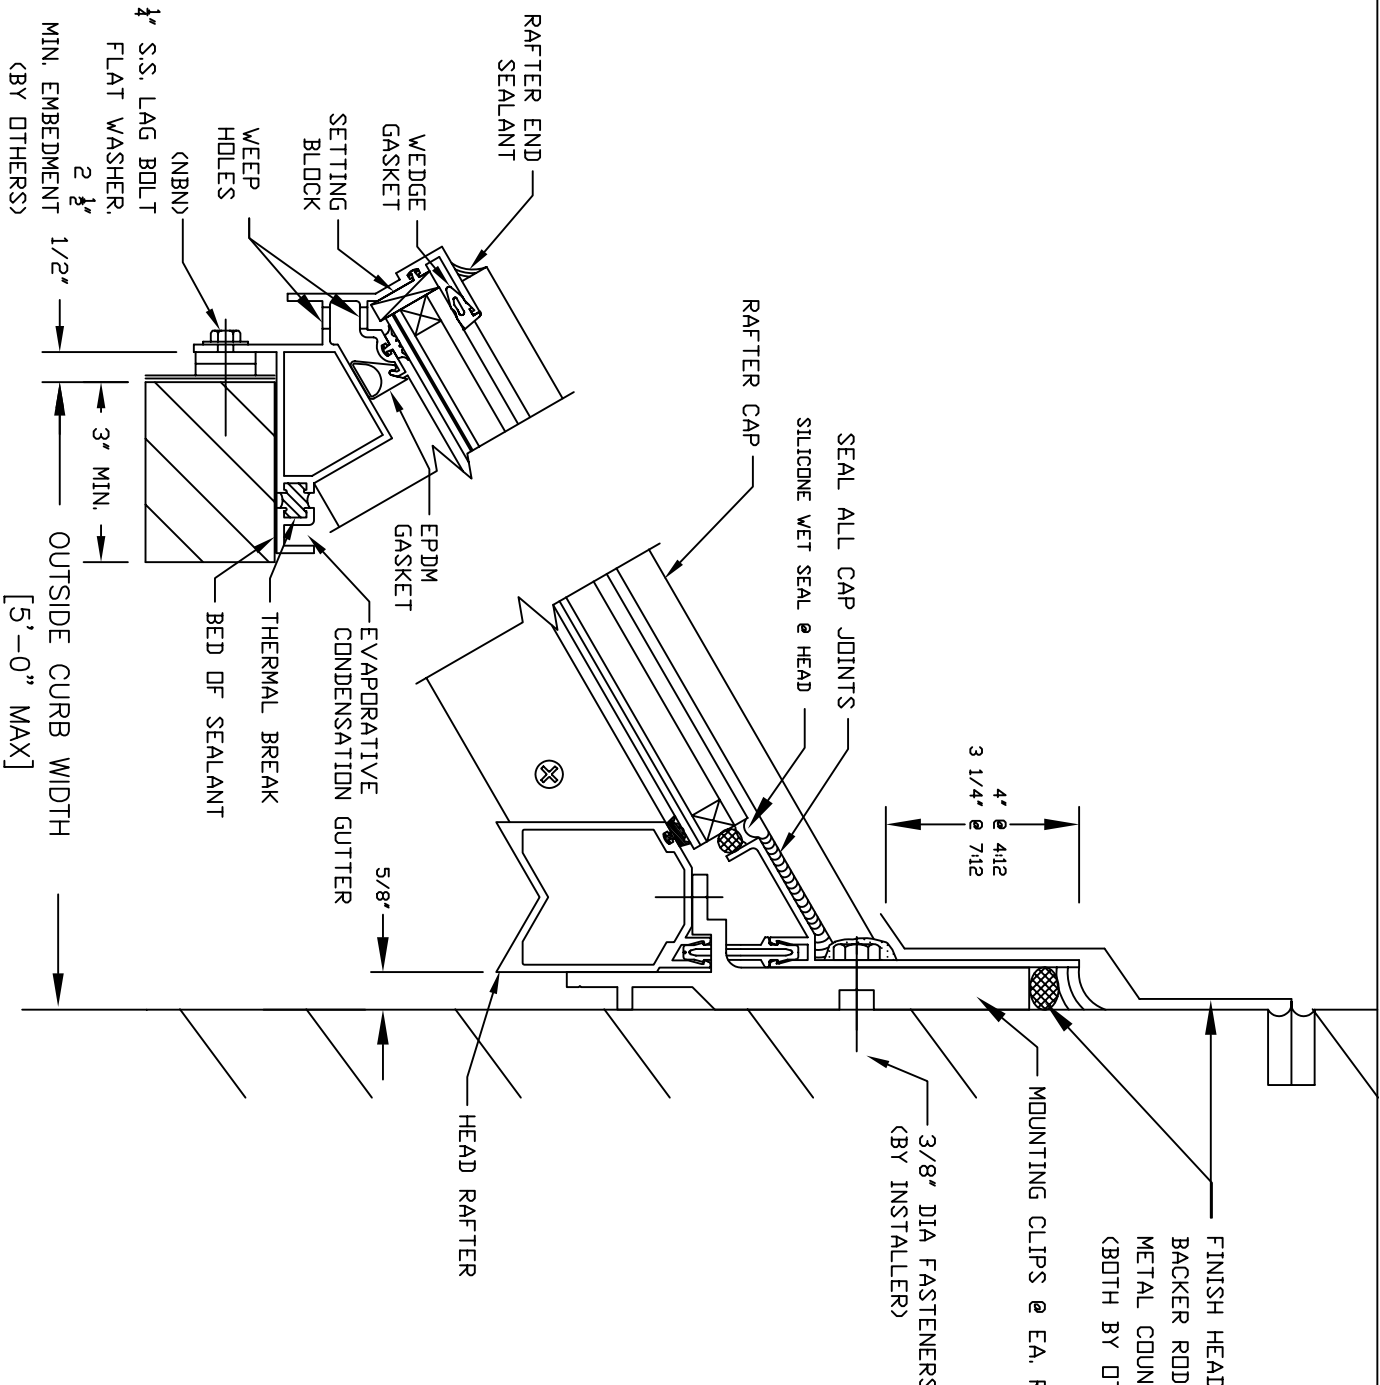 RAFTER END
SEALANT
WEDGE
GASKET
SETTING
BLOCK
WEEP
HOLES
(NBN)
1/4" S.S. LAG BOLT
FLAT WASHER.
2 1/2"
MIN. EMBEDMENT
(BY OTHERS)
1/2"
3" MIN.
OUTSIDE CURB WIDTH
[5'-0" MAX]
EPDM
GASKET
EVAPORATIVE
CONDENSATION GUTTER
THERMAL BREAK
BED OF SEALANT
RAFTER CAP
SILICONE WET SEAL @ HEAD
SEAL ALL CAP JOINTS
4" @ 4:12
3 1/4" @ 7:12
5/8"
HEAD RAFTER
3/8" DIA FASTENERS
(BY INSTALLER)
MOUNTING CLIPS @ EA.
FINISH HEAD
BACKER ROD
METAL COUN
(BOTH BY OT